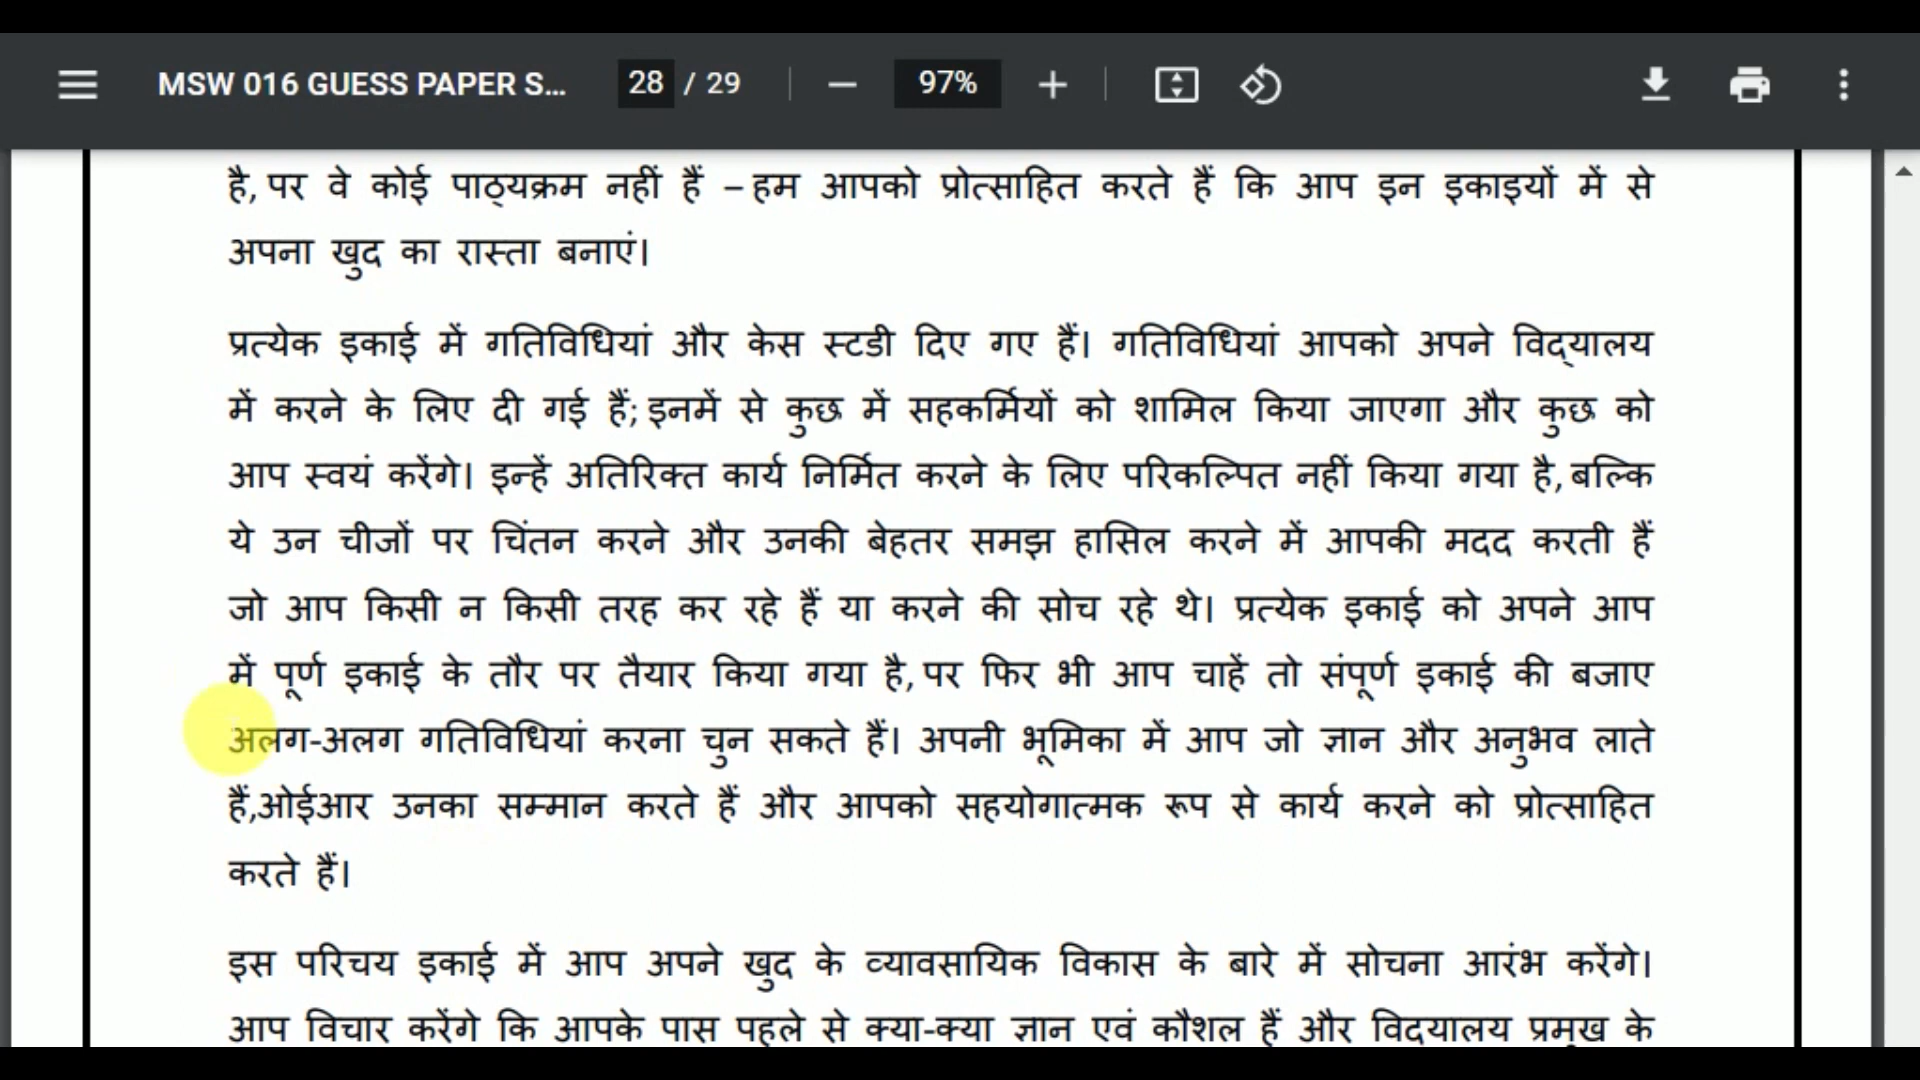 MSW 016 GUESS PAPER S... 28 / 29 97%
है, पर वे कोई पाठ्यक्रम नहीं हैं – हम आपको प्रोत्साहित करते हैं कि आप इन इकाइयों में से
अपना खुद का रास्ता बनाएं।
प्रत्येक इकाई में गतिविधियां और केस स्टडी दिए गए हैं। गतिविधियां आपको अपने विद्यालय
में करने के लिए दी गई हैं; इनमें से कुछ में सहकर्मियों को शामिल किया जाएगा और कुछ को
आप स्वयं करेंगे। इन्हें अतिरिक्त कार्य निर्मित करने के लिए परिकल्पित नहीं किया गया है, बल्कि
ये उन चीजों पर चिंतन करने और उनकी बेहतर समझ हासिल करने में आपकी मदद करती हैं
जो आप किसी न किसी तरह कर रहे हैं या करने की सोच रहे थे। प्रत्येक इकाई को अपने आप
में पूर्ण इकाई के तौर पर तैयार किया गया है, पर फिर भी आप चाहें तो संपूर्ण इकाई की बजाए
अलग-अलग गतिविधियां करना चुन सकते हैं। अपनी भूमिका में आप जो ज्ञान और अनुभव लाते
हैं,ओईआर उनका सम्मान करते हैं और आपको सहयोगात्मक रूप से कार्य करने को प्रोत्साहित
करते हैं।
इस परिचय इकाई में आप अपने खुद के व्यावसायिक विकास के बारे में सोचना आरंभ करेंगे।
आप विचार करेंगे कि आपके पास पहले से क्या-क्या ज्ञान एवं कौशल हैं और विद्यालय प्रमुख के